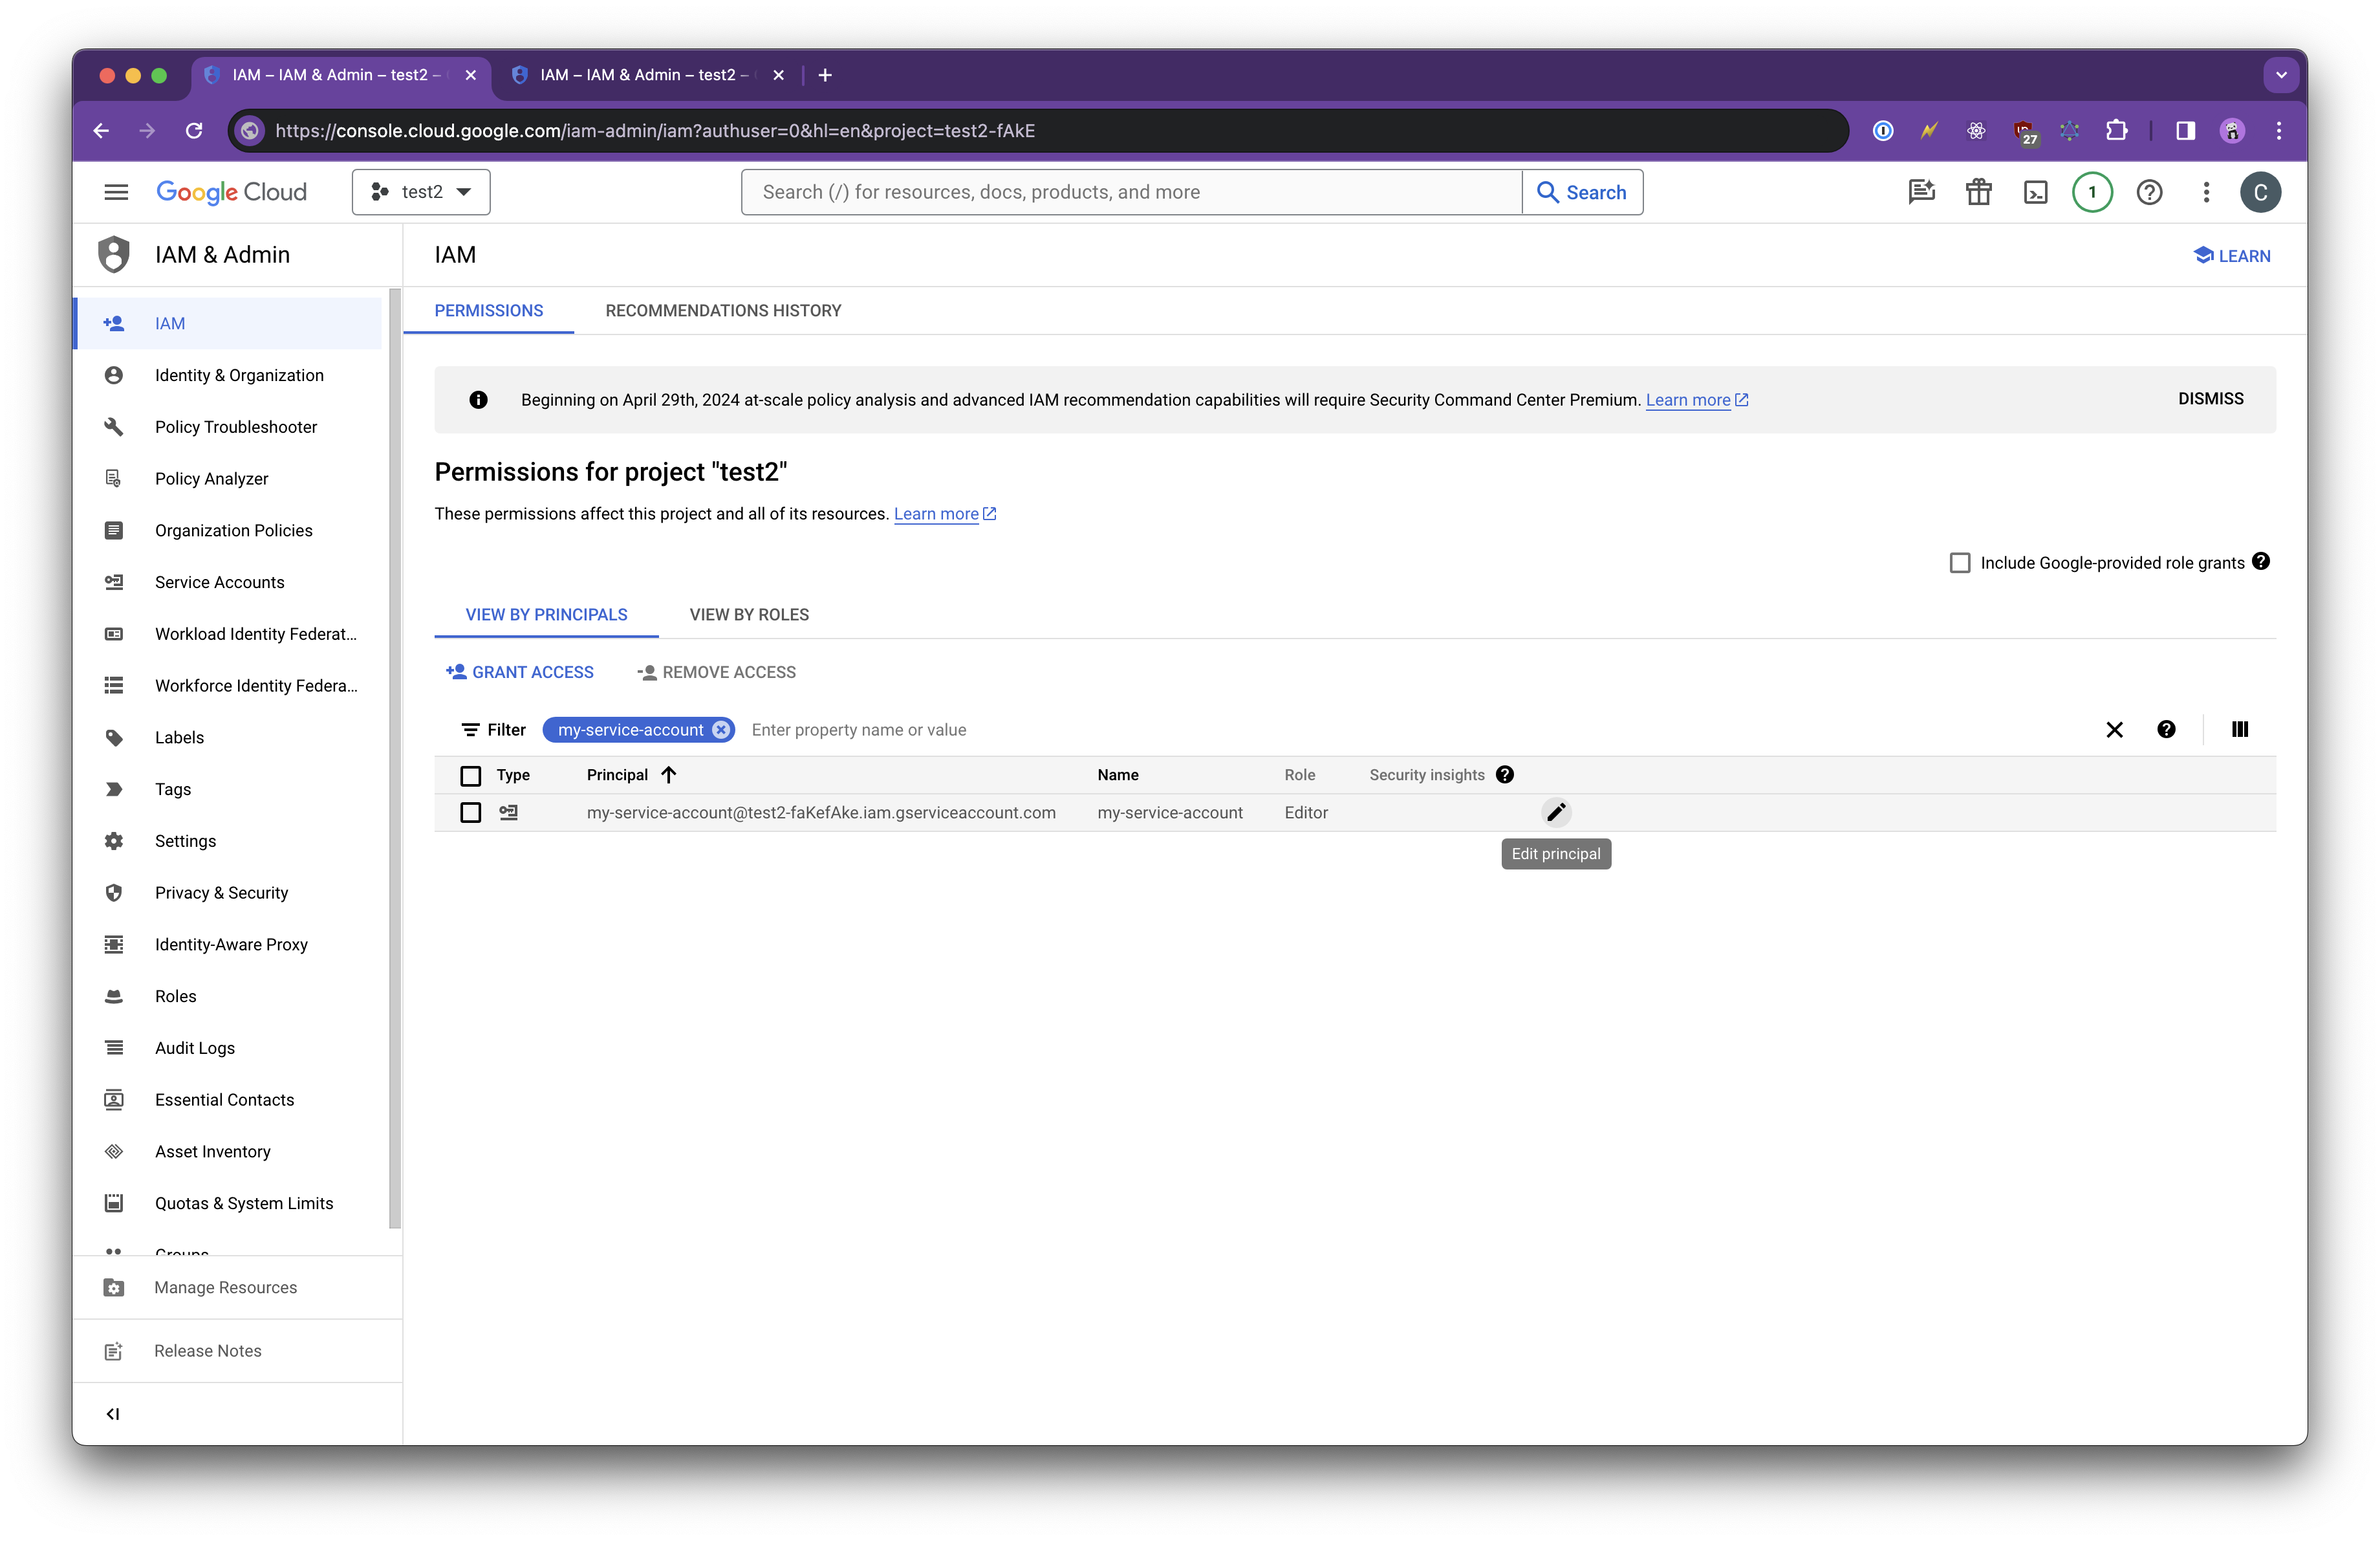 IAM – IAM & Admin – test2 –
IAM – IAM & Admin – test2 –
https://console.cloud.google.com/iam-admin/iam?authuser=0&hl=en&project=test2-fAkE
27
Google Cloud
test2
Search (/) for resources, docs, products, and more
Search
1
C
IAM & Admin
IAM
LEARN
IAM
Identity & Organization
Policy Troubleshooter
Policy Analyzer
Organization Policies
Service Accounts
Workload Identity Federat...
Workforce Identity Federa...
Labels
Tags
Settings
Privacy & Security
Identity-Aware Proxy
Roles
Audit Logs
Essential Contacts
Asset Inventory
Quotas & System Limits
Groups
Manage Resources
Release Notes
PERMISSIONS
RECOMMENDATIONS HISTORY
Beginning on April 29th, 2024 at-scale policy analysis and advanced IAM recommendation capabilities will require Security Command Center Premium. Learn more
DISMISS
Permissions for project "test2"
These permissions affect this project and all of its resources. Learn more
Include Google-provided role grants
VIEW BY PRINCIPALS
VIEW BY ROLES
GRANT ACCESS
REMOVE ACCESS
Filter
my-service-account
Enter property name or value
Type
Principal
Name
Role
Security insights
my-service-account@test2-faKefAke.iam.gserviceaccount.com
my-service-account
Editor
Edit principal